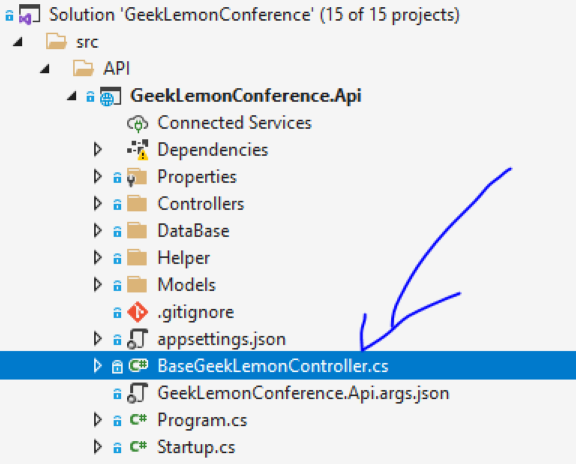 Solution 'GeekLemonConference' (15 of 15 projects)
src
API
GeekLemonConference.Api
Connected Services
Dependencies
Properties
Controllers
DataBase
Helper
Models
.gitignore
appsettings.json
C# BaseGeekLemonController.cs
GeekLemonConference.Api.args.json
C# Program.cs
C# Startup.cs